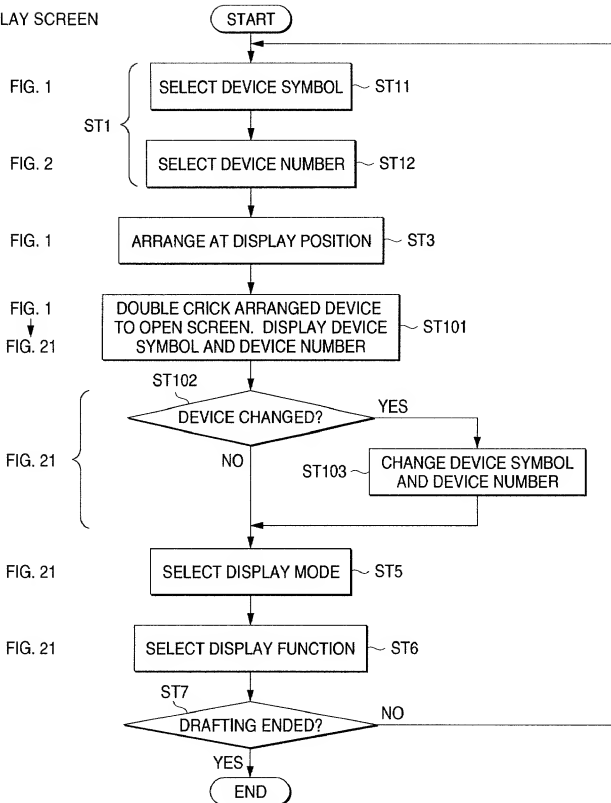 LAY SCREEN
START
FIG. 1
SELECT DEVICE SYMBOL
ST11
ST1
FIG. 2
SELECT DEVICE NUMBER
ST12
FIG. 1
ARRANGE AT DISPLAY POSITION
ST3
FIG. 1
FIG. 21
DOUBLE CRICK ARRANGED DEVICE
TO OPEN SCREEN. DISPLAY DEVICE
SYMBOL AND DEVICE NUMBER
ST101
ST102
DEVICE CHANGED?
YES
NO
FIG. 21
ST103
CHANGE DEVICE SYMBOL
AND DEVICE NUMBER
FIG. 21
SELECT DISPLAY MODE
ST5
FIG. 21
SELECT DISPLAY FUNCTION
ST6
ST7
DRAFTING ENDED?
NO
YES
END